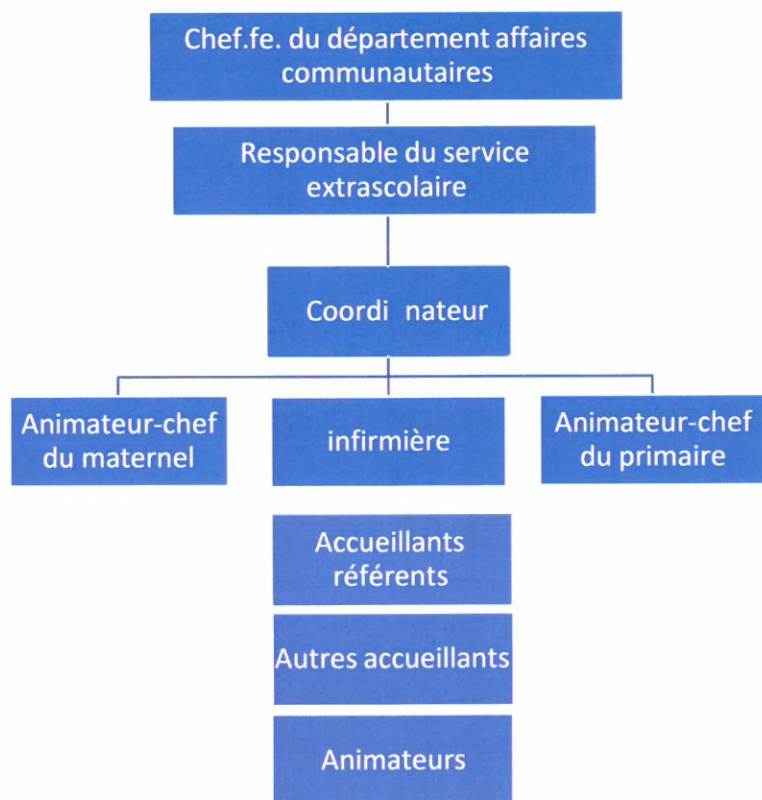 Chef.fe. du département affaires
communautaires
Responsable du service
extrascolaire
Coordi nateur
Animateur-chef
du maternel
infirmière
Animateur-chef
du primaire
Accueillants
référents
Autres accueillants
Animateurs